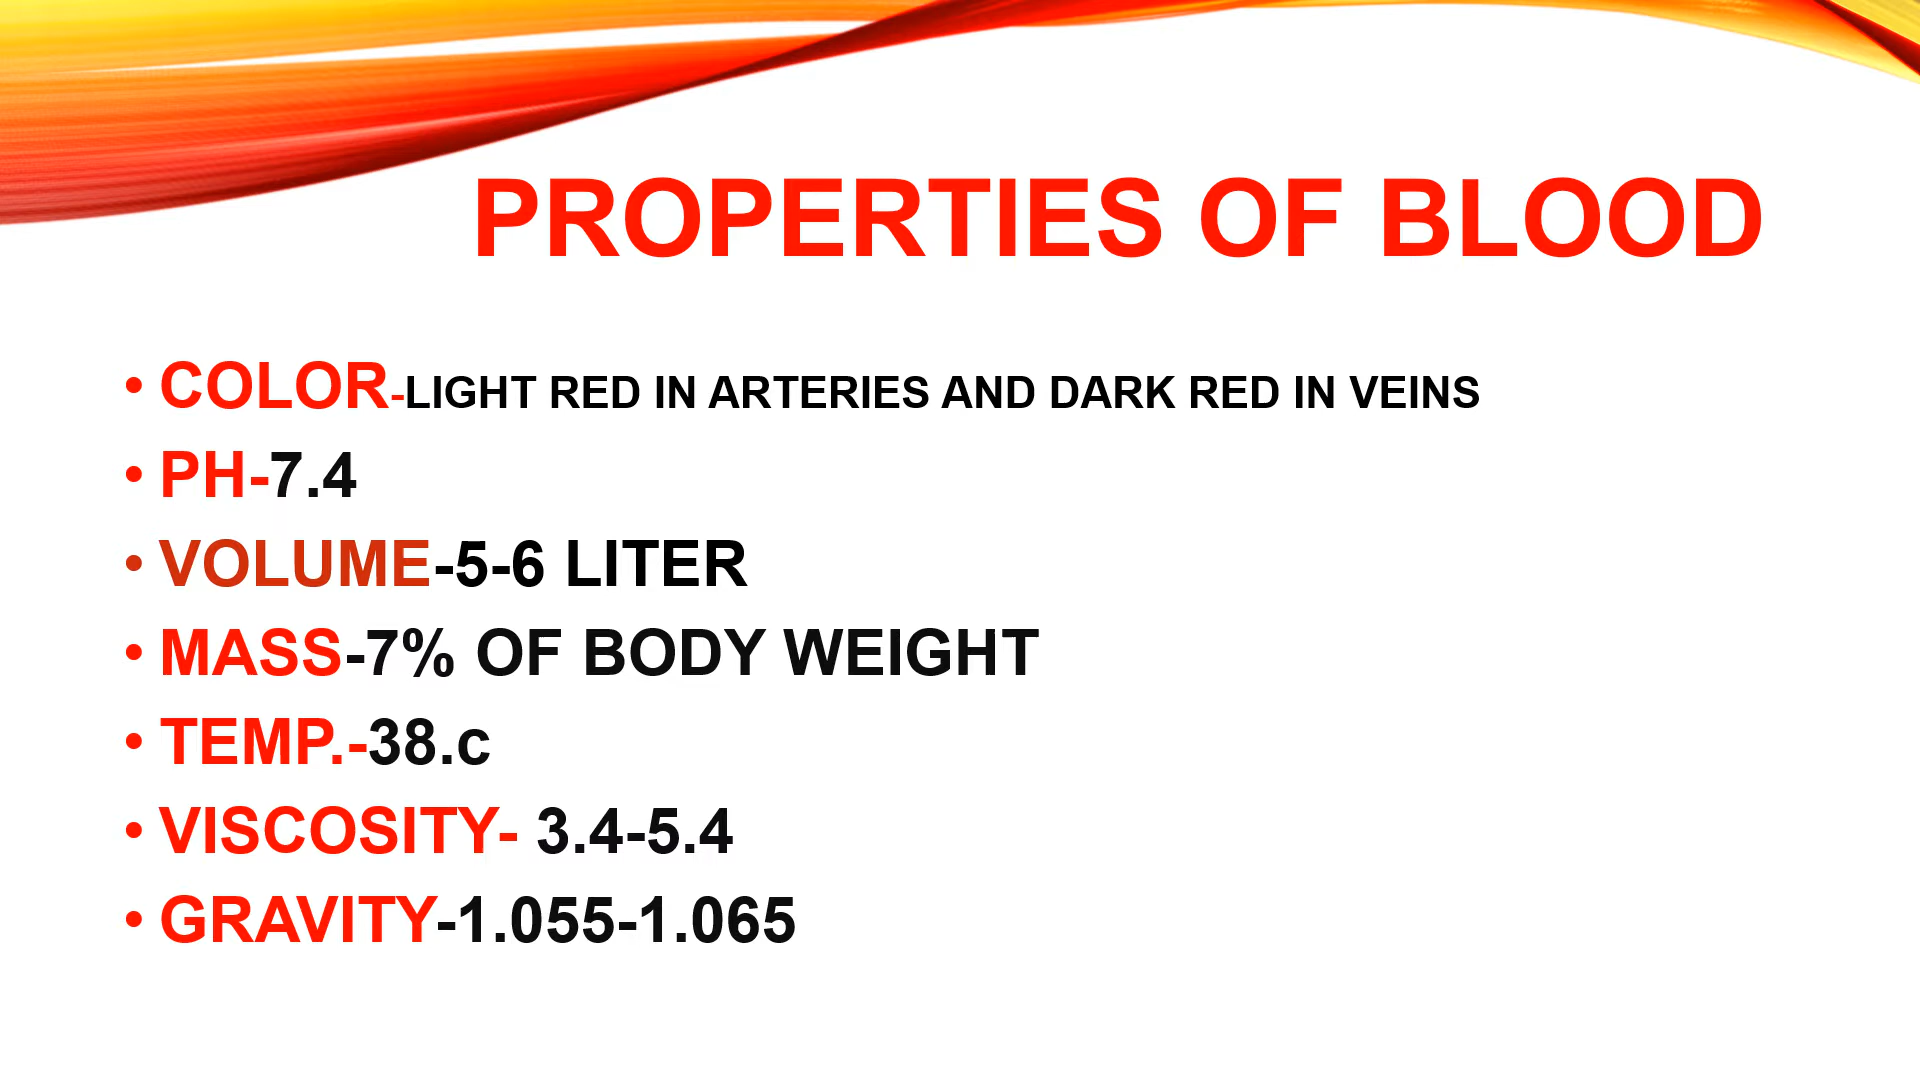 PROPERTIES OF BLOOD
• COLOR-LIGHT RED IN ARTERIES AND DARK RED IN VEINS
• PH-7.4
• VOLUME-5-6 LITER
• MASS-7% OF BODY WEIGHT
• TEMP.-38.c
• VISCOSITY- 3.4-5.4
• GRAVITY-1.055-1.065